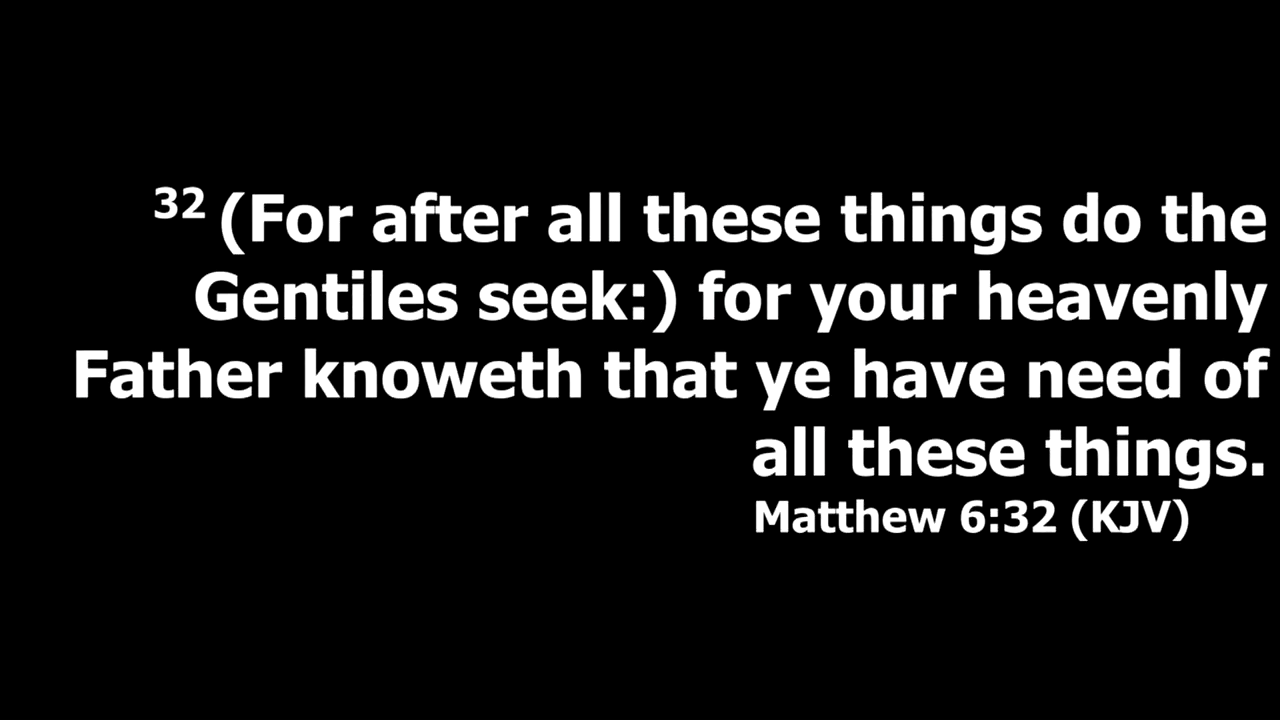 32 (For after all these things do the
Gentiles seek:) for your heavenly
Father knoweth that ye have need of
all these things.
Matthew 6:32 (KJV)